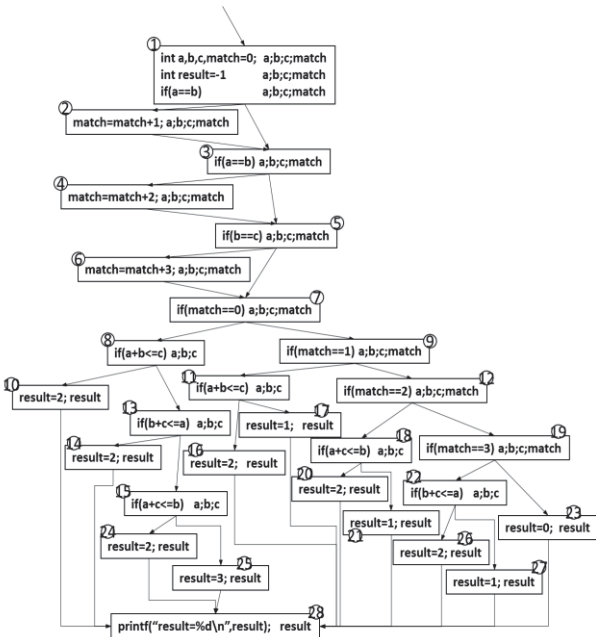 1
int a,b,c,match=0; a;b;c;match
int result=-1 a;b;c;match
if(a==b) a;b;c;match
2
match=match+1; a;b;c;match
3
if(a==b) a;b;c;match
4
match=match+2; a;b;c;match
5
if(b==c) a;b;c;match
6
match=match+3; a;b;c;match
7
if(match==0) a;b;c;match
8
if(a+b<=c) a;b;c
9
if(match==1) a;b;c;match
10
result=2; result
11
if(a+b<=c) a;b;c
12
if(match==2) a;b;c;match
13
if(b+c<=a) a;b;c
17
result=1; result
14
result=2; result
16
result=2; result
18
if(a+c<=b) a;b;c
19
if(match==3) a;b;c;match
15
if(a+c<=b) a;b;c
20
result=2; result
22
if(b+c<=a) a;b;c
21
result=1; result
23
result=0; result
24
result=2; result
26
result=2; result
25
result=3; result
27
result=1; result
28
printf("result=%d\n",result); result